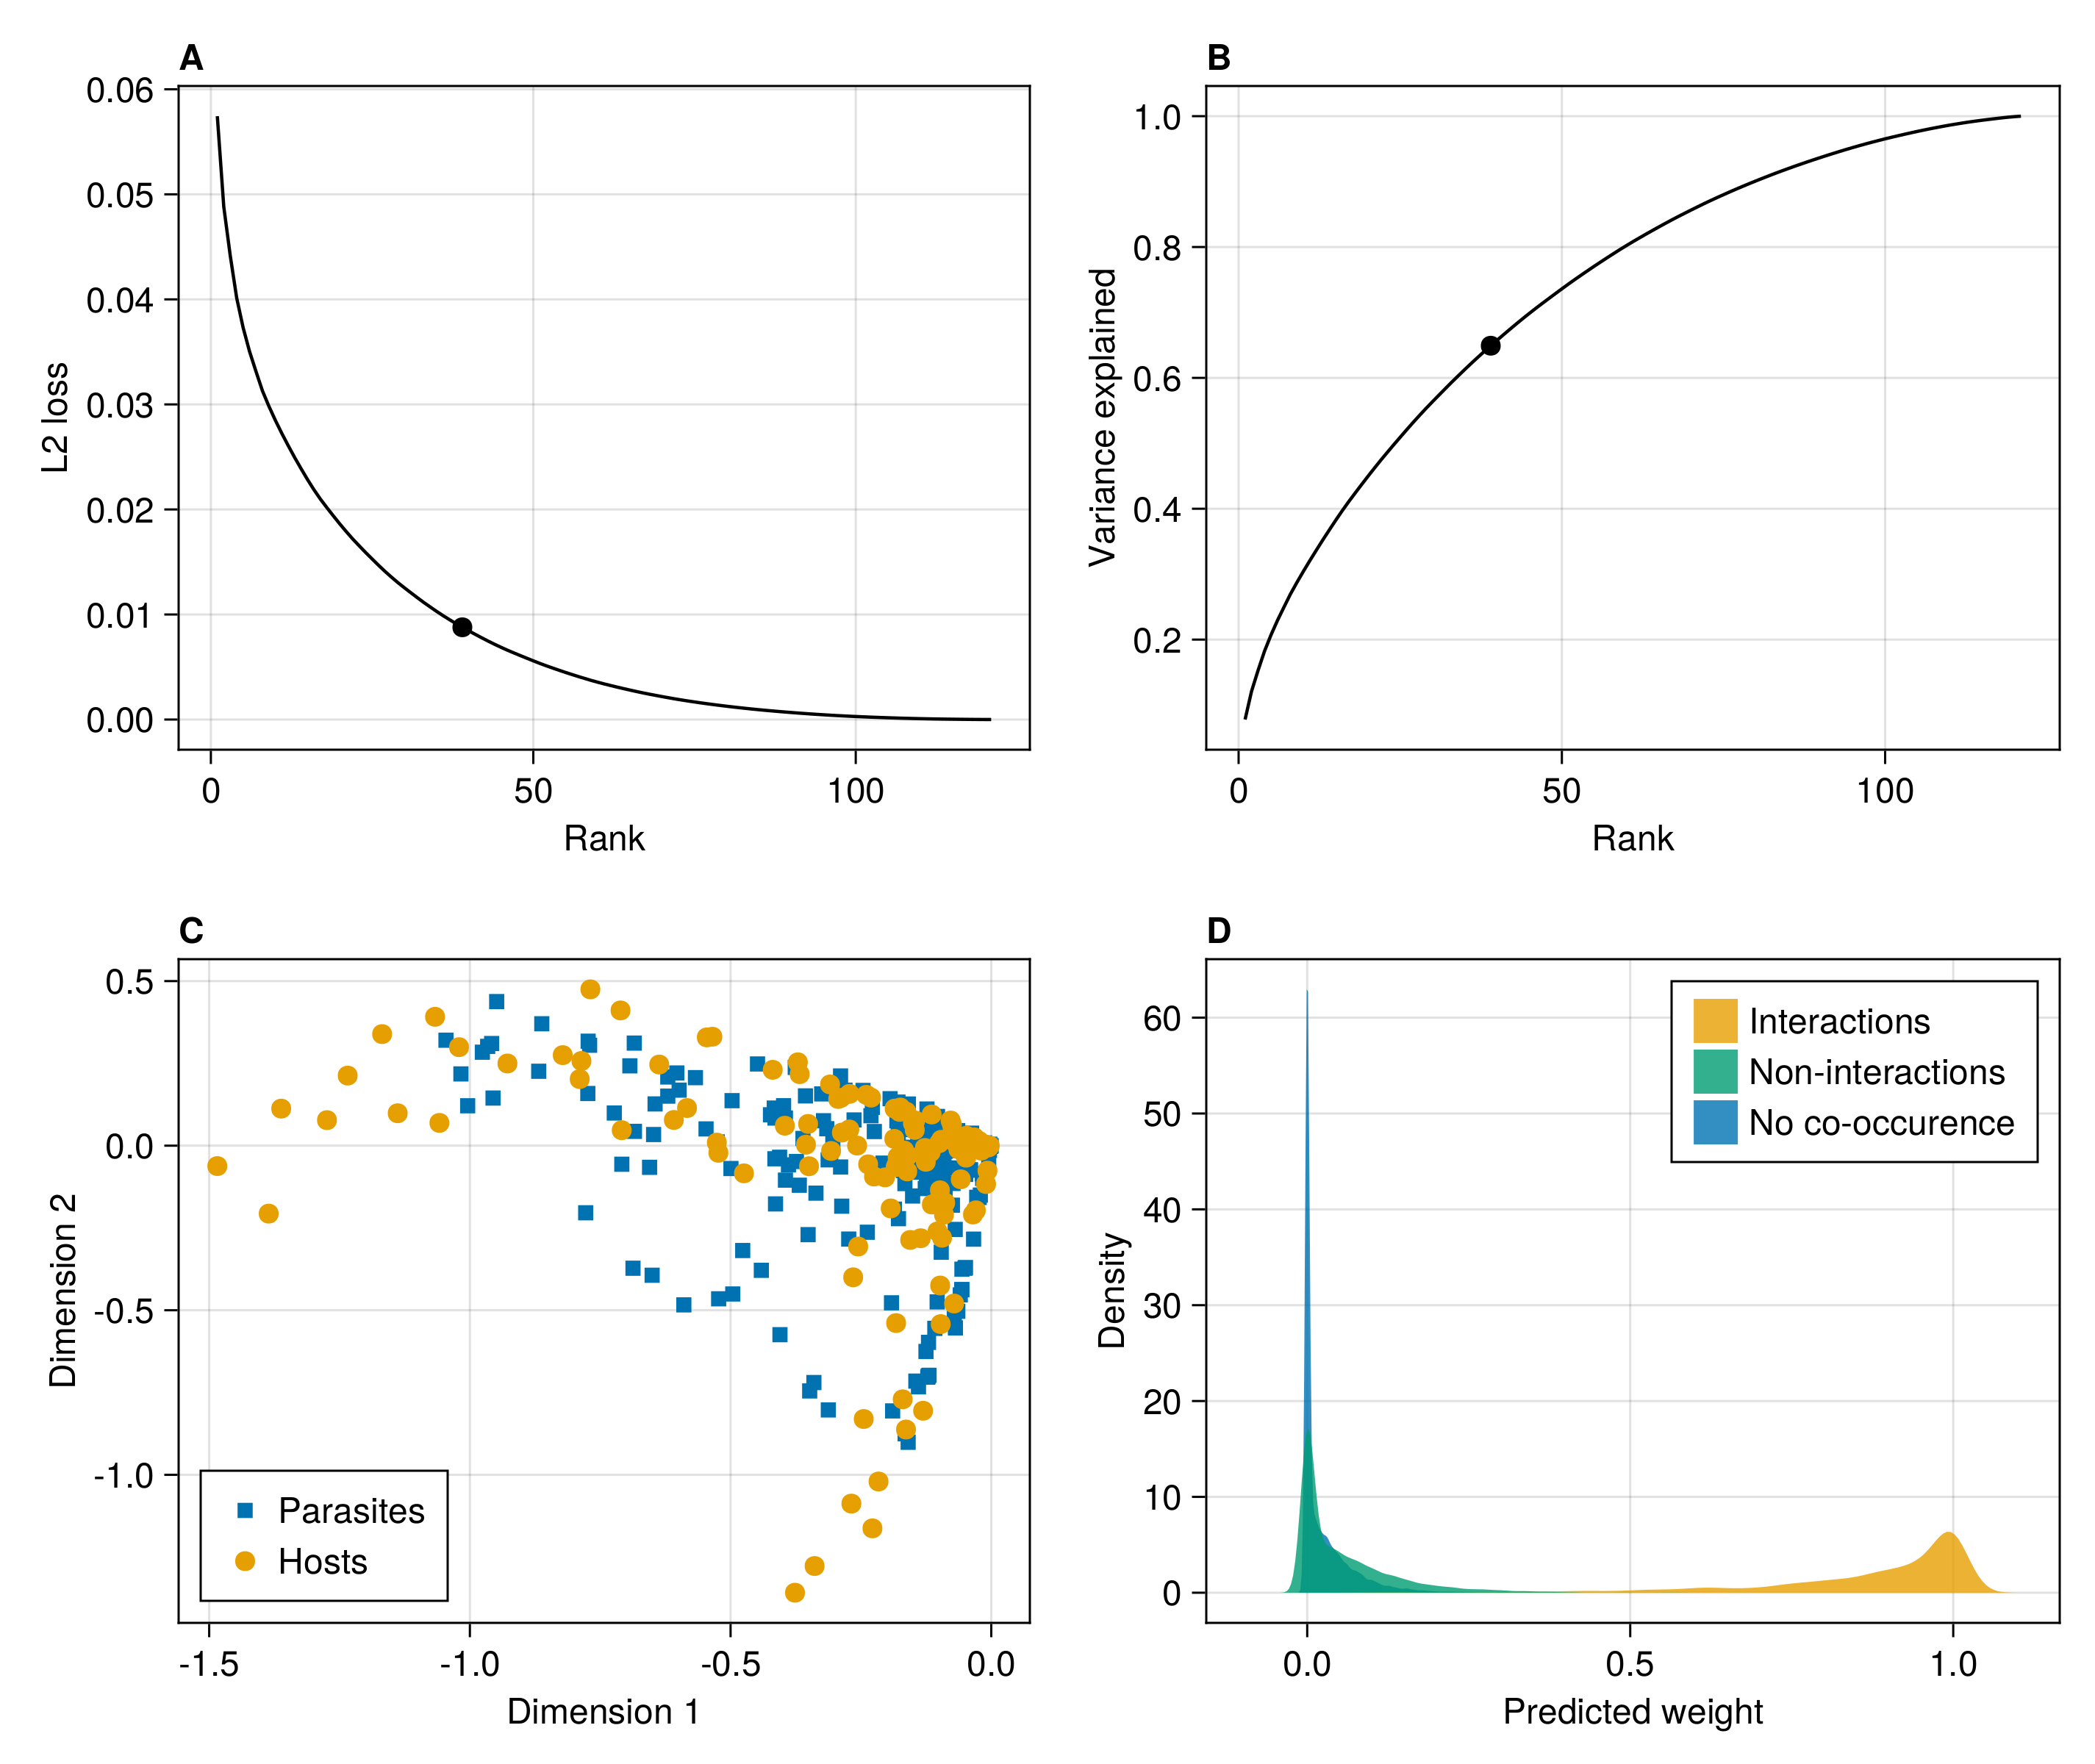 A
0.06
0.05
0.04
0.03
0.02
0.01
0.00
L2 loss
0 50 100
Rank
B
1.0
0.8
0.6
0.4
0.2
Variance explained
0 50 100
Rank
C
0.5
0.0
-0.5
-1.0
Dimension 2
Parasites
Hosts
-1.5 -1.0 -0.5 0.0
Dimension 1
D
60
50
40
30
20
10
0
Density
Interactions
Non-interactions
No co-occurence
0.0 0.5 1.0
Predicted weight